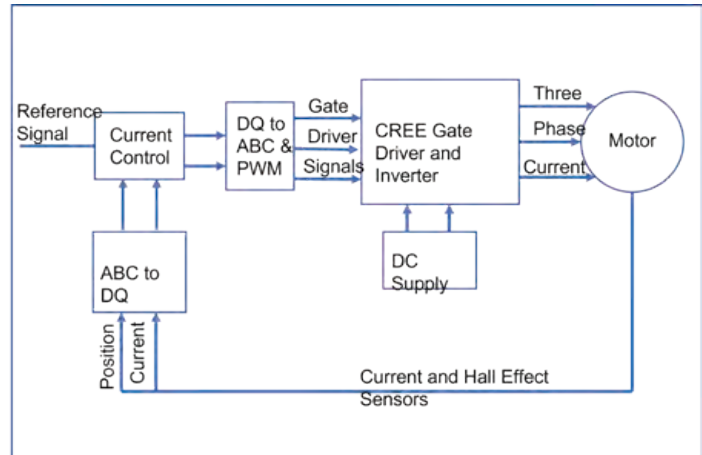 Reference
Signal
Current
Control
DQ to
ABC &
PWM
Gate
Driver
Signals
CREE Gate
Driver and
Inverter
Three
Phase
Current
Motor
ABC to
DQ
DC
Supply
Position
Current
Current and Hall Effect
Sensors